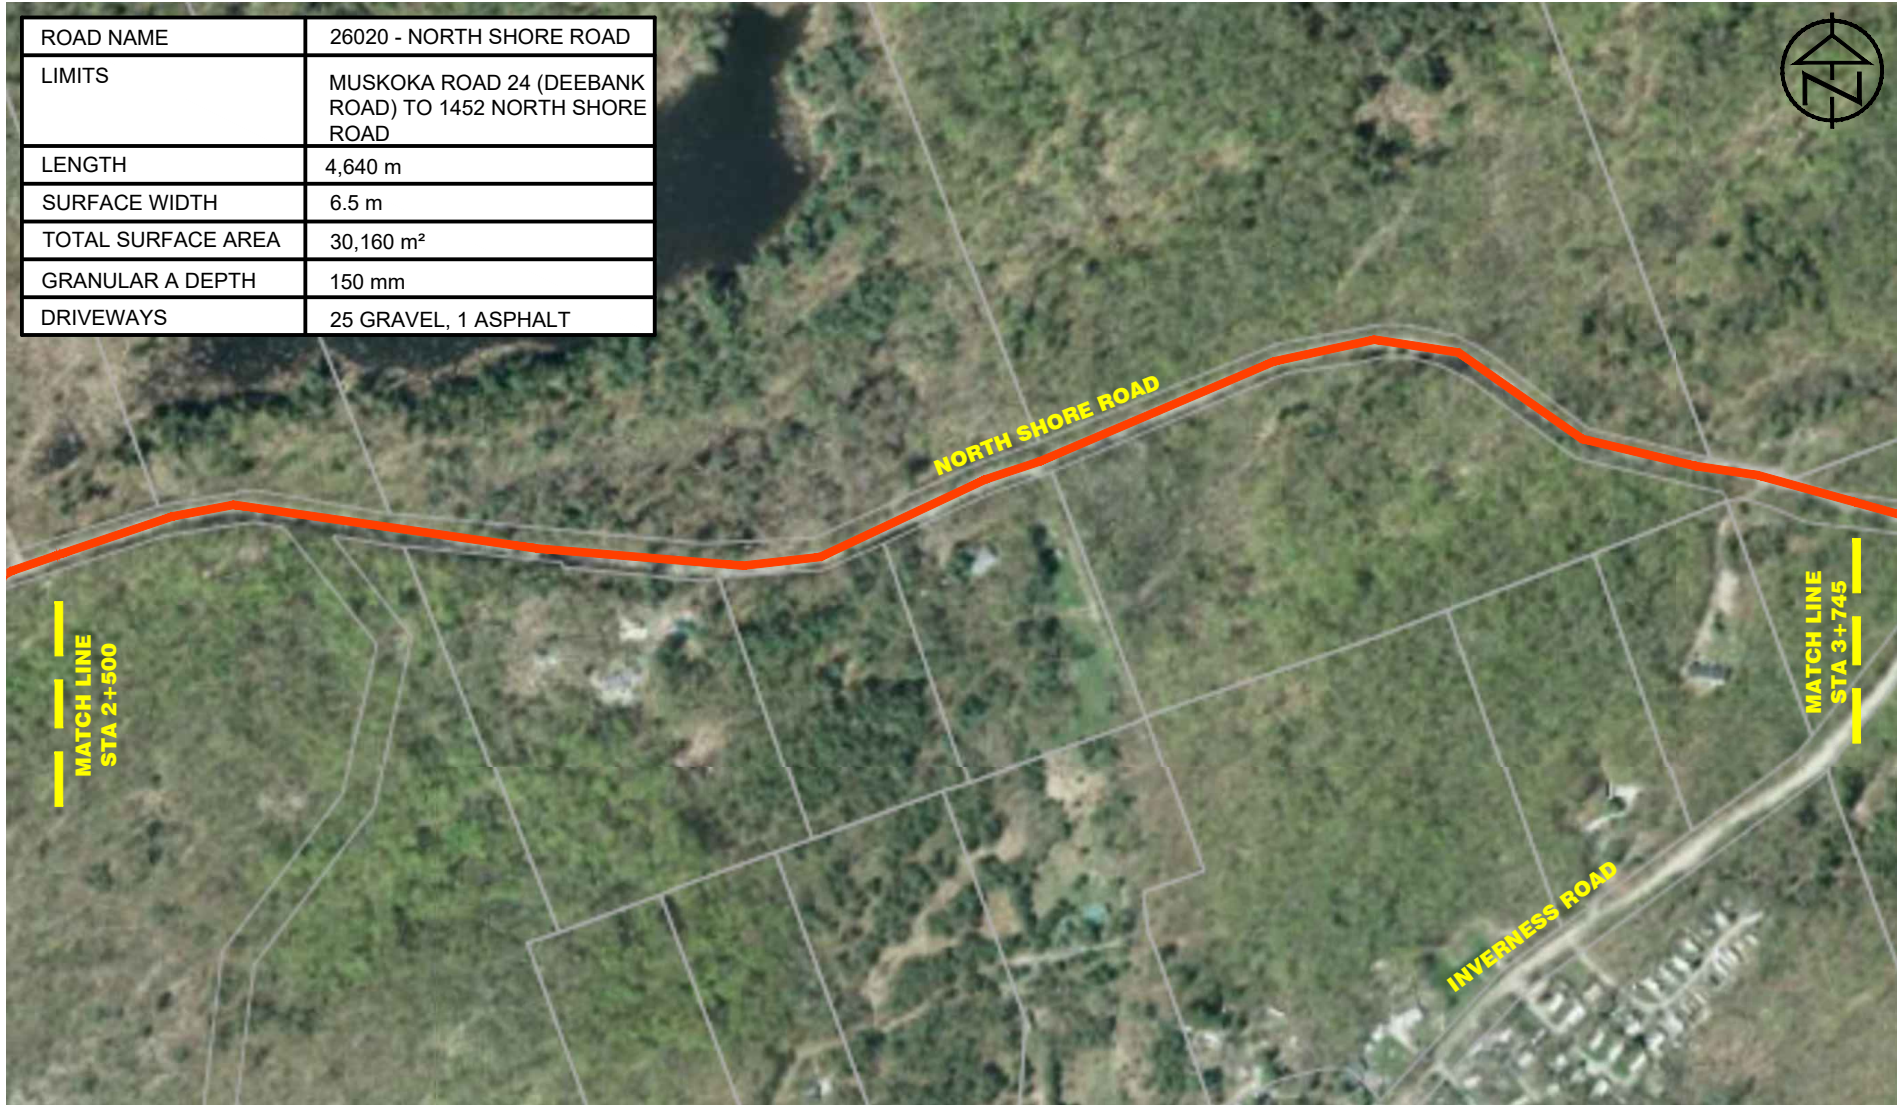 ROAD NAME 26020 - NORTH SHORE ROAD
LIMITS MUSKOKA ROAD 24 (DEEBANK
ROAD) TO 1452 NORTH SHORE
ROAD
LENGTH 4,640 m
SURFACE WIDTH 6.5 m
TOTAL SURFACE AREA 30,160 m²
GRANULAR A DEPTH 150 mm
DRIVEWAYS 25 GRAVEL, 1 ASPHALT
N
NORTH SHORE ROAD
MATCH LINE
STA 2+500
MATCH LINE
STA 3+745
INVERNESS ROAD